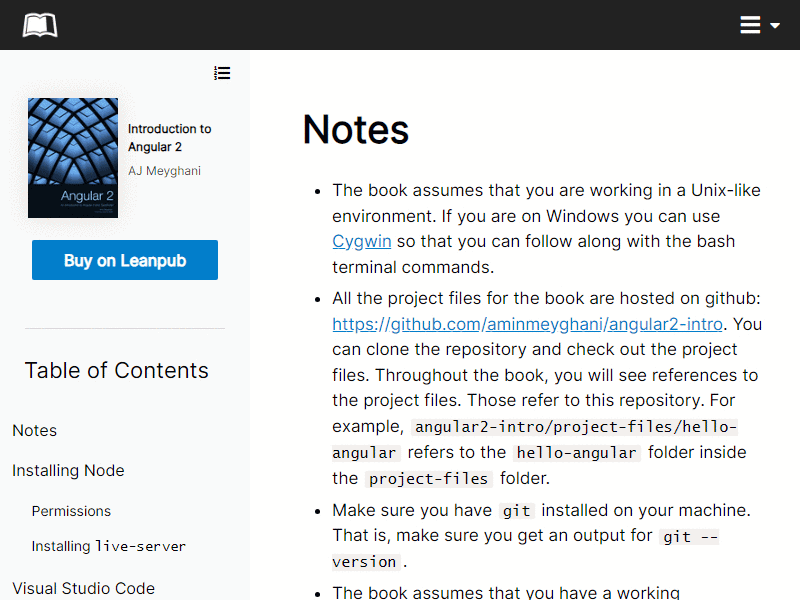 Introduction to
Angular 2
AJ Meyghani
Angular 2
Buy on Leanpub
Table of Contents
Notes
Installing Node
Permissions
Installing live-server
Visual Studio Code
Notes
The book assumes that you are working in a Unix-like
environment. If you are on Windows you can use
Cygwin so that you can follow along with the bash
terminal commands.
All the project files for the book are hosted on github:
https://github.com/aminmeyghani/angular2-intro. You
can clone the repository and check out the project
files. Throughout the book, you will see references to
the project files. Those refer to this repository. For
example, angular2-intro/project-files/hello-
angular refers to the hello-angular folder inside
the project-files folder.
Make sure you have git installed on your machine.
That is, make sure you get an output for git --
version.
The book assumes that you have a working